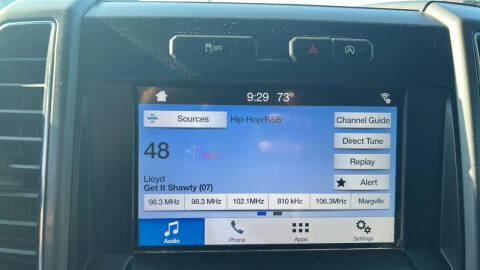 OFF
9:29 73°
Sources
Hip-Hop/R&B
Channel Guide
Direct Tune
48
Replay
Lloyd
Alert
Get It Shawty (07)
98.3 MHz 98.3 MHz 102.1MHz 810 kHz 106.3MHz Margvile
Audio Phone Apps Settings